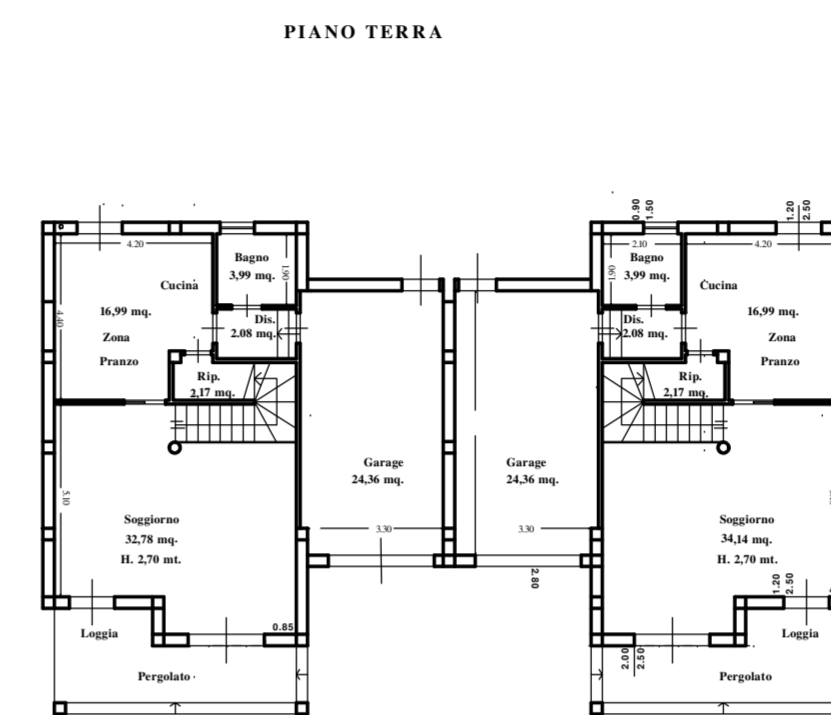 PIANO TERRA
0.90
1.50
1.20
2.50
4.20
Bagno
3,99 mq.
1.90
Cucina
16,99 mq.
Zona
Pranzo
4.40
Dis.
2.08 mq.
Rip.
2,17 mq.
2.10
4.20
Bagno
3,99 mq.
1.90
Cucina
16,99 mq.
Zona
Pranzo
Dis.
2.08 mq.
Rip.
2,17 mq.
Garage
24,36 mq.
3.30
Garage
24,36 mq.
3.30
2.80
5.10
Soggiorno
32,78 mq.
H. 2,70 mt.
Soggiorno
34,14 mq.
H. 2,70 mt.
1.20
2.50
0.85
Loggia
Pergolato
2.00
2.50
Loggia
Pergolato